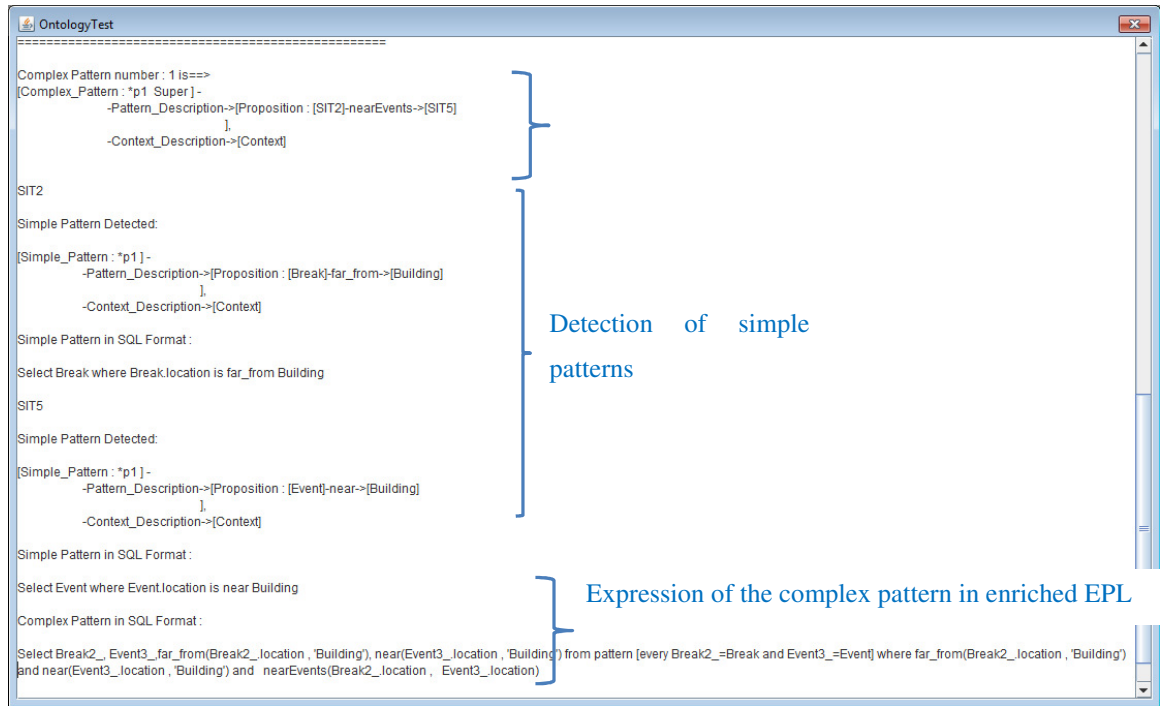 OntologyTest
===================================================
Complex Pattern number : 1 is==>
[Complex_Pattern : *p1 Super ] -
-Pattern_Description->[Proposition : [SIT2]-nearEvents->[SIT5]
],
-Context_Description->[Context]
SIT2
Simple Pattern Detected:
[Simple_Pattern : *p1 ] -
-Pattern_Description->[Proposition : [Break]-far_from->[Building]
],
-Context_Description->[Context]
Detection of simple
patterns
Simple Pattern in SQL Format :
Select Break where Break.location is far_from Building
SIT5
Simple Pattern Detected:
[Simple_Pattern : *p1 ] -
-Pattern_Description->[Proposition : [Event]-near->[Building]
],
-Context_Description->[Context]
Simple Pattern in SQL Format :
Select Event where Event.location is near Building
Expression of the complex pattern in enriched EPL
Complex Pattern in SQL Format :
Select Break2_, Event3_,far_from(Break2_.location , 'Building'), near(Event3_.location , 'Building') from pattern [every Break2_=Break and Event3_=Event] where far_from(Break2_.location , 'Building')
and near(Event3_.location , 'Building') and nearEvents(Break2_.location , Event3_.location)